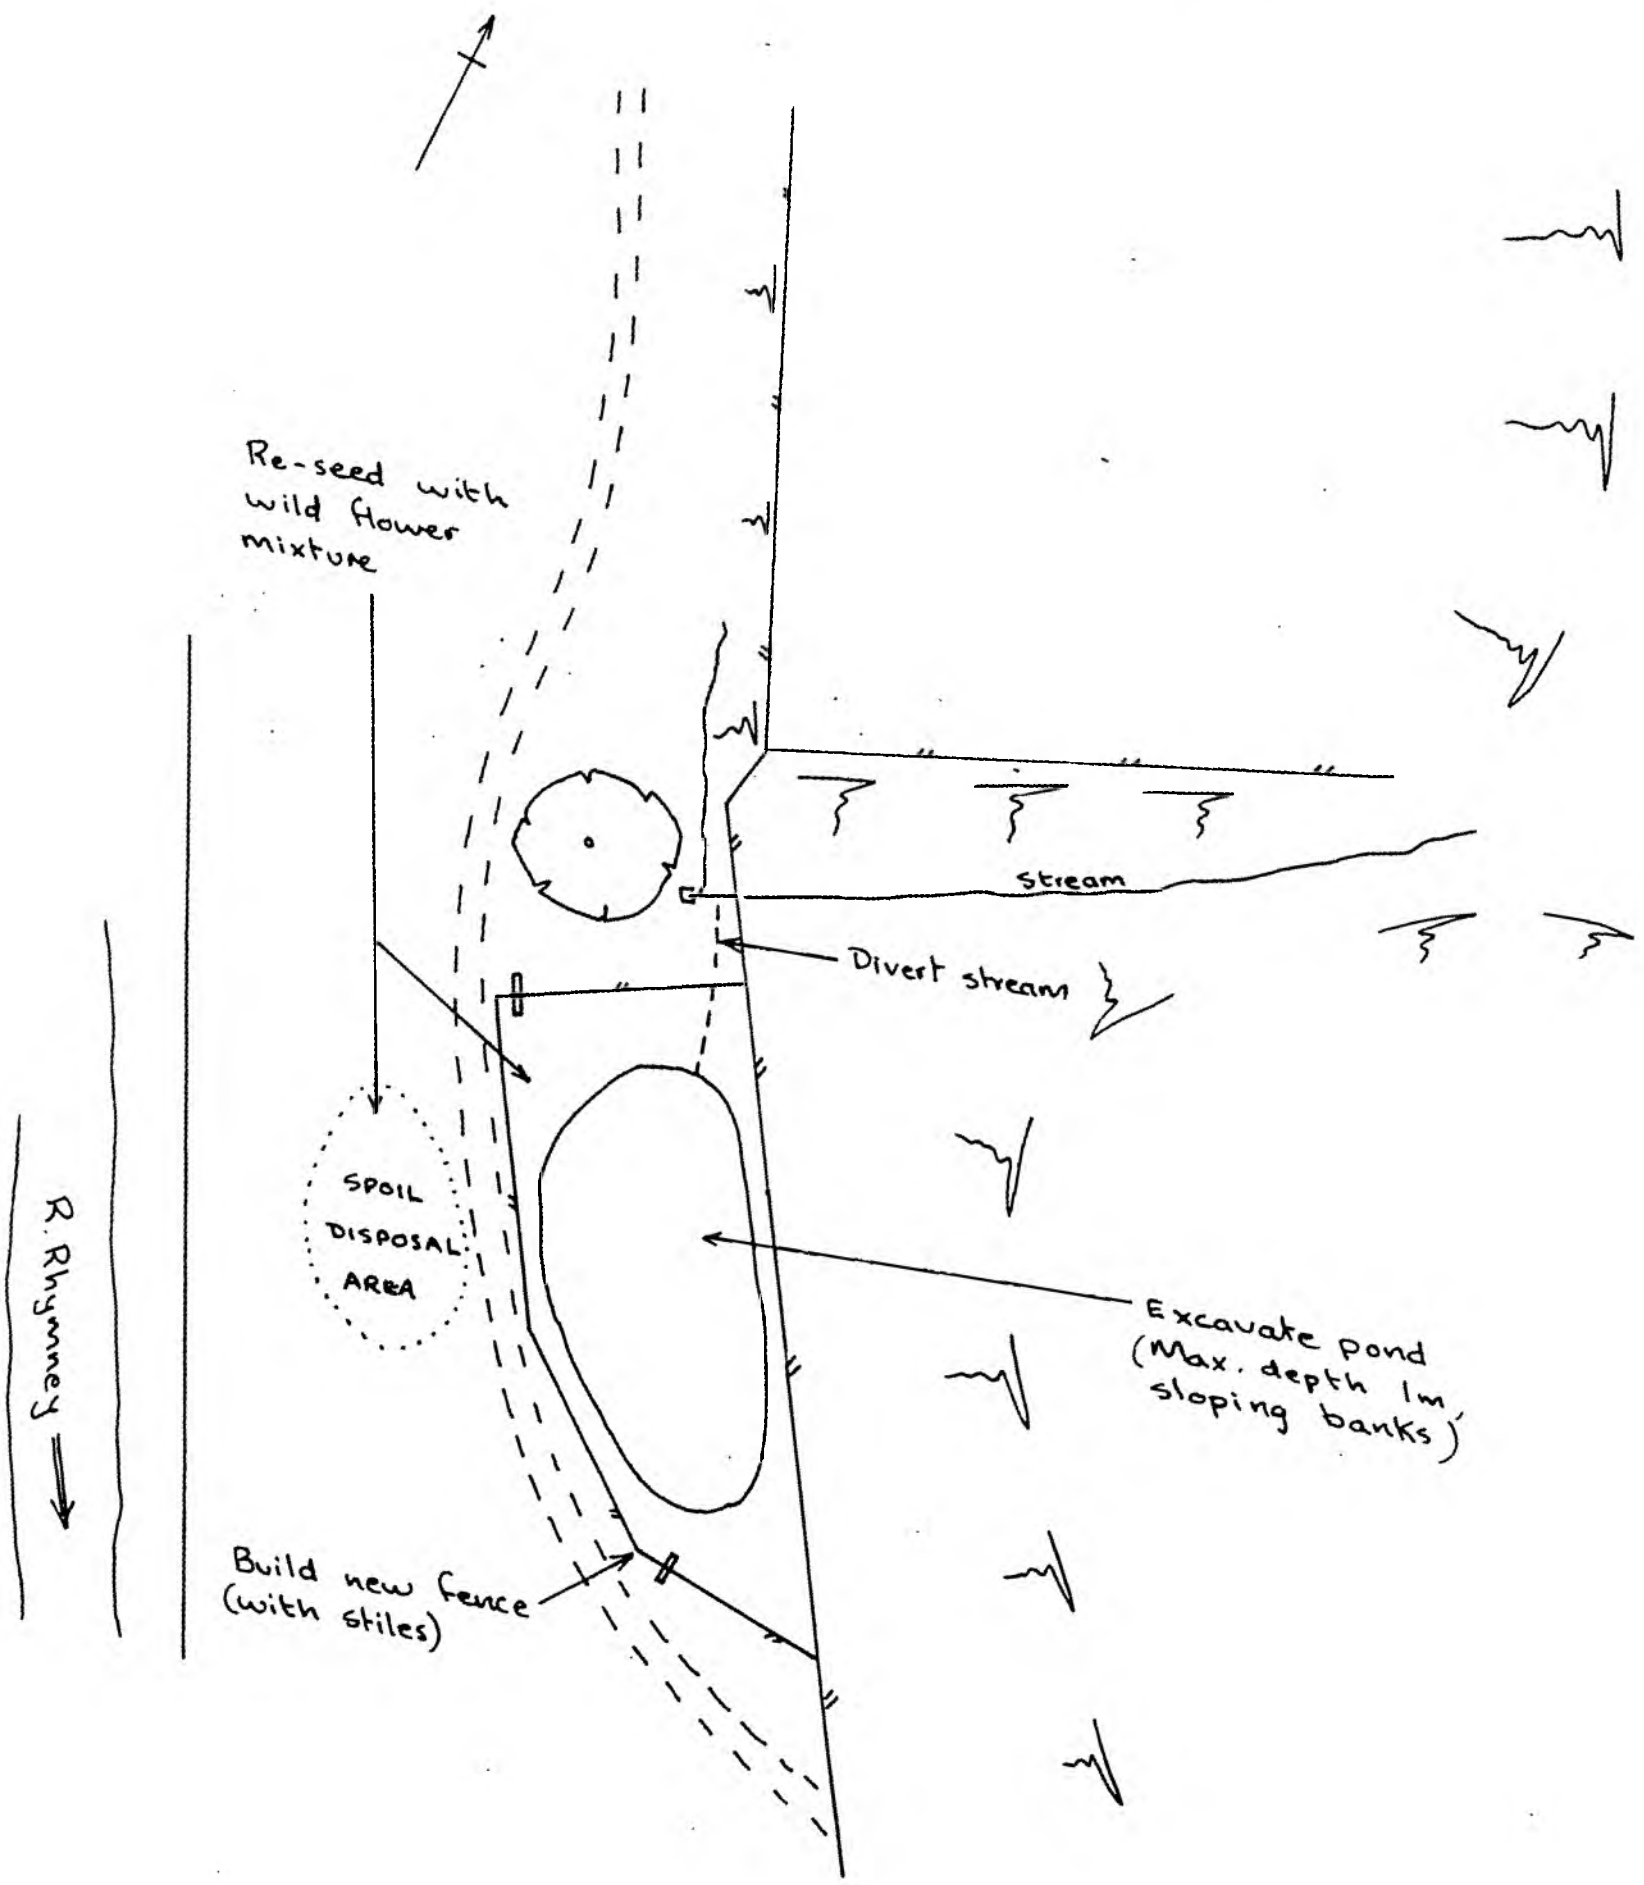 Re-seed with
wild flower
mixture
stream
Divert stream
SPOIL
DISPOSAL
AREA
R. Rhymney
Excavate pond
(Max. depth 1m,
sloping banks)
Build new fence
(with stiles)